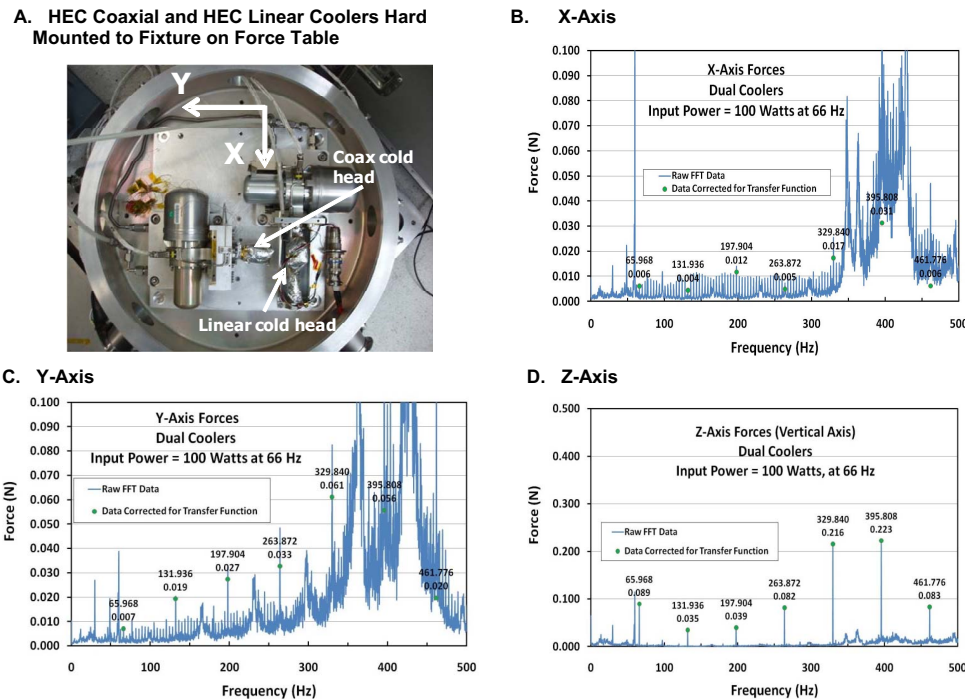 A. HEC Coaxial and HEC Linear Coolers Hard
Mounted to Fixture on Force Table
Y
X
Coax cold
head
Linear cold head
B. X-Axis
X-Axis Forces
Dual Coolers
Input Power = 100 Watts at 66 Hz
Raw FFT Data
Data Corrected for Transfer Function
Force (N)
0.100
0.090
0.080
0.070
0.060
0.050
0.040
0.030
0.020
0.010
0.000
65.968
0.006
131.936
0.004
197.904
0.012
263.872
0.005
329.840
0.017
395.808
0.031
461.776
0.006
0 100 200 300 400 500
Frequency (Hz)
C. Y-Axis
Y-Axis Forces
Dual Coolers
Input Power = 100 Watts at 66 Hz
Raw FFT Data
Data Corrected for Transfer Function
Force (N)
0.100
0.090
0.080
0.070
0.060
0.050
0.040
0.030
0.020
0.010
0.000
65.968
0.007
131.936
0.019
197.904
0.027
263.872
0.033
329.840
0.061
395.808
0.056
461.776
0.020
0 100 200 300 400 500
Frequency (Hz)
D. Z-Axis
Z-Axis Forces (Vertical Axis)
Dual Coolers
Input Power = 100 Watts, at 66 Hz
Raw FFT Data
Data Corrected for Transfer Function
Force (N)
0.500
0.400
0.300
0.200
0.100
0.000
65.968
0.089
131.936
0.035
197.904
0.039
263.872
0.082
329.840
0.216
395.808
0.223
461.776
0.083
0 100 200 300 400 500
Frequency (Hz)